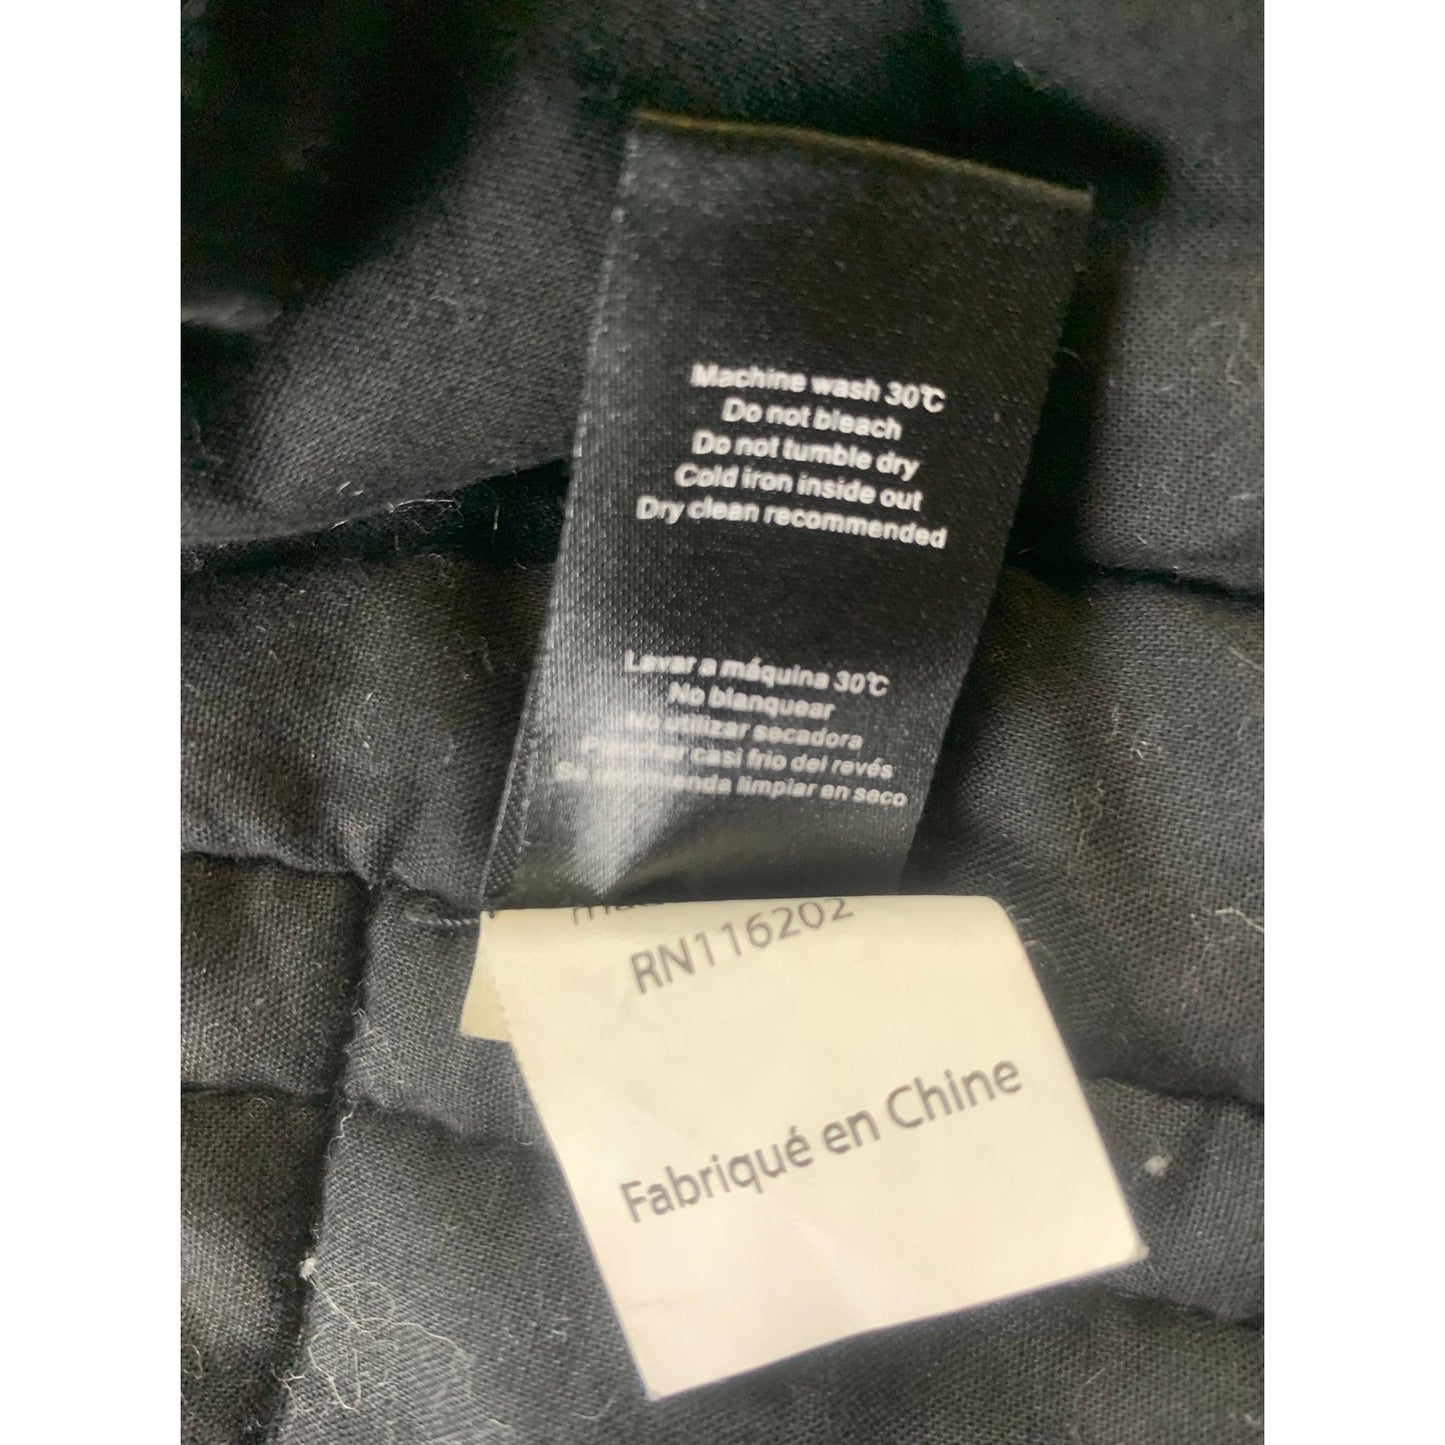 Machine wash 30℃
Do not bleach
Do not tumble dry
Cold iron inside out
Dry clean recommended
Lavar a máquina 30℃
No blanquear
No utilizar secadora
Planchar casi frio del revés
Se recomienda limpiar en seco
RN116202
Fabriqué en Chine